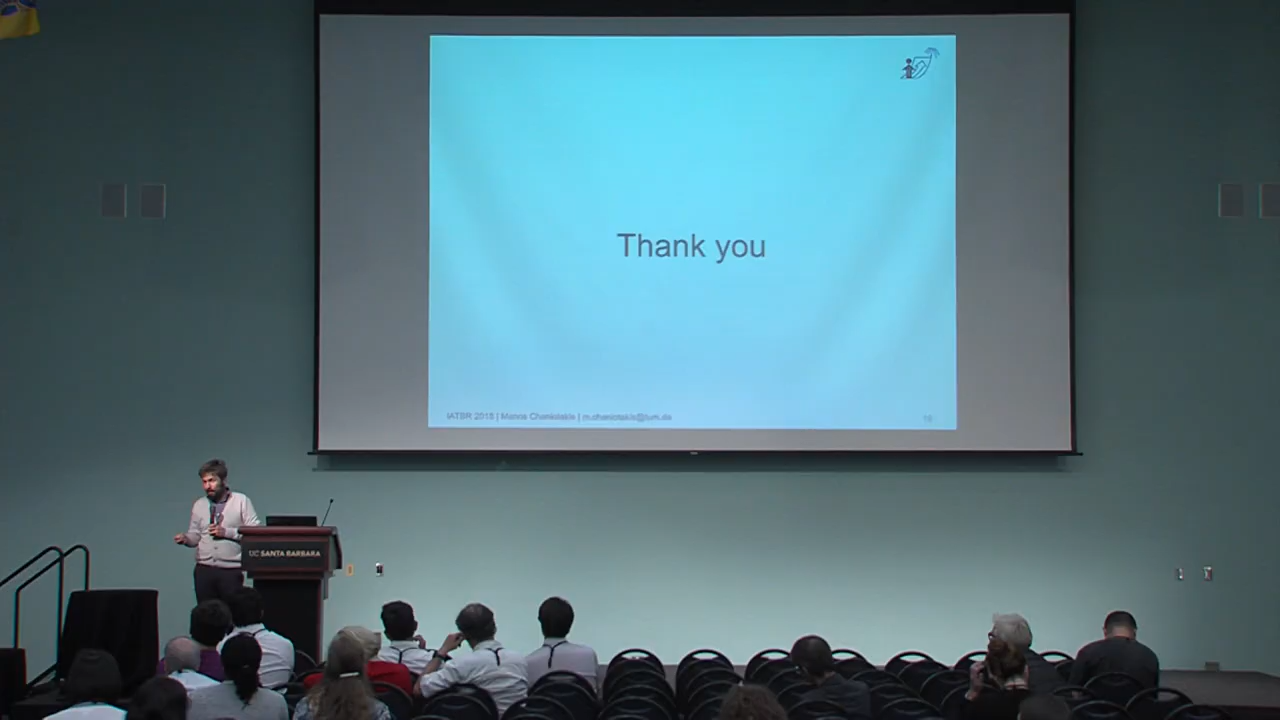 Thank you
IATBR 2018 | Manos Chaniotakis | m.chaniotakis@tum.de
UC SANTA BARBARA